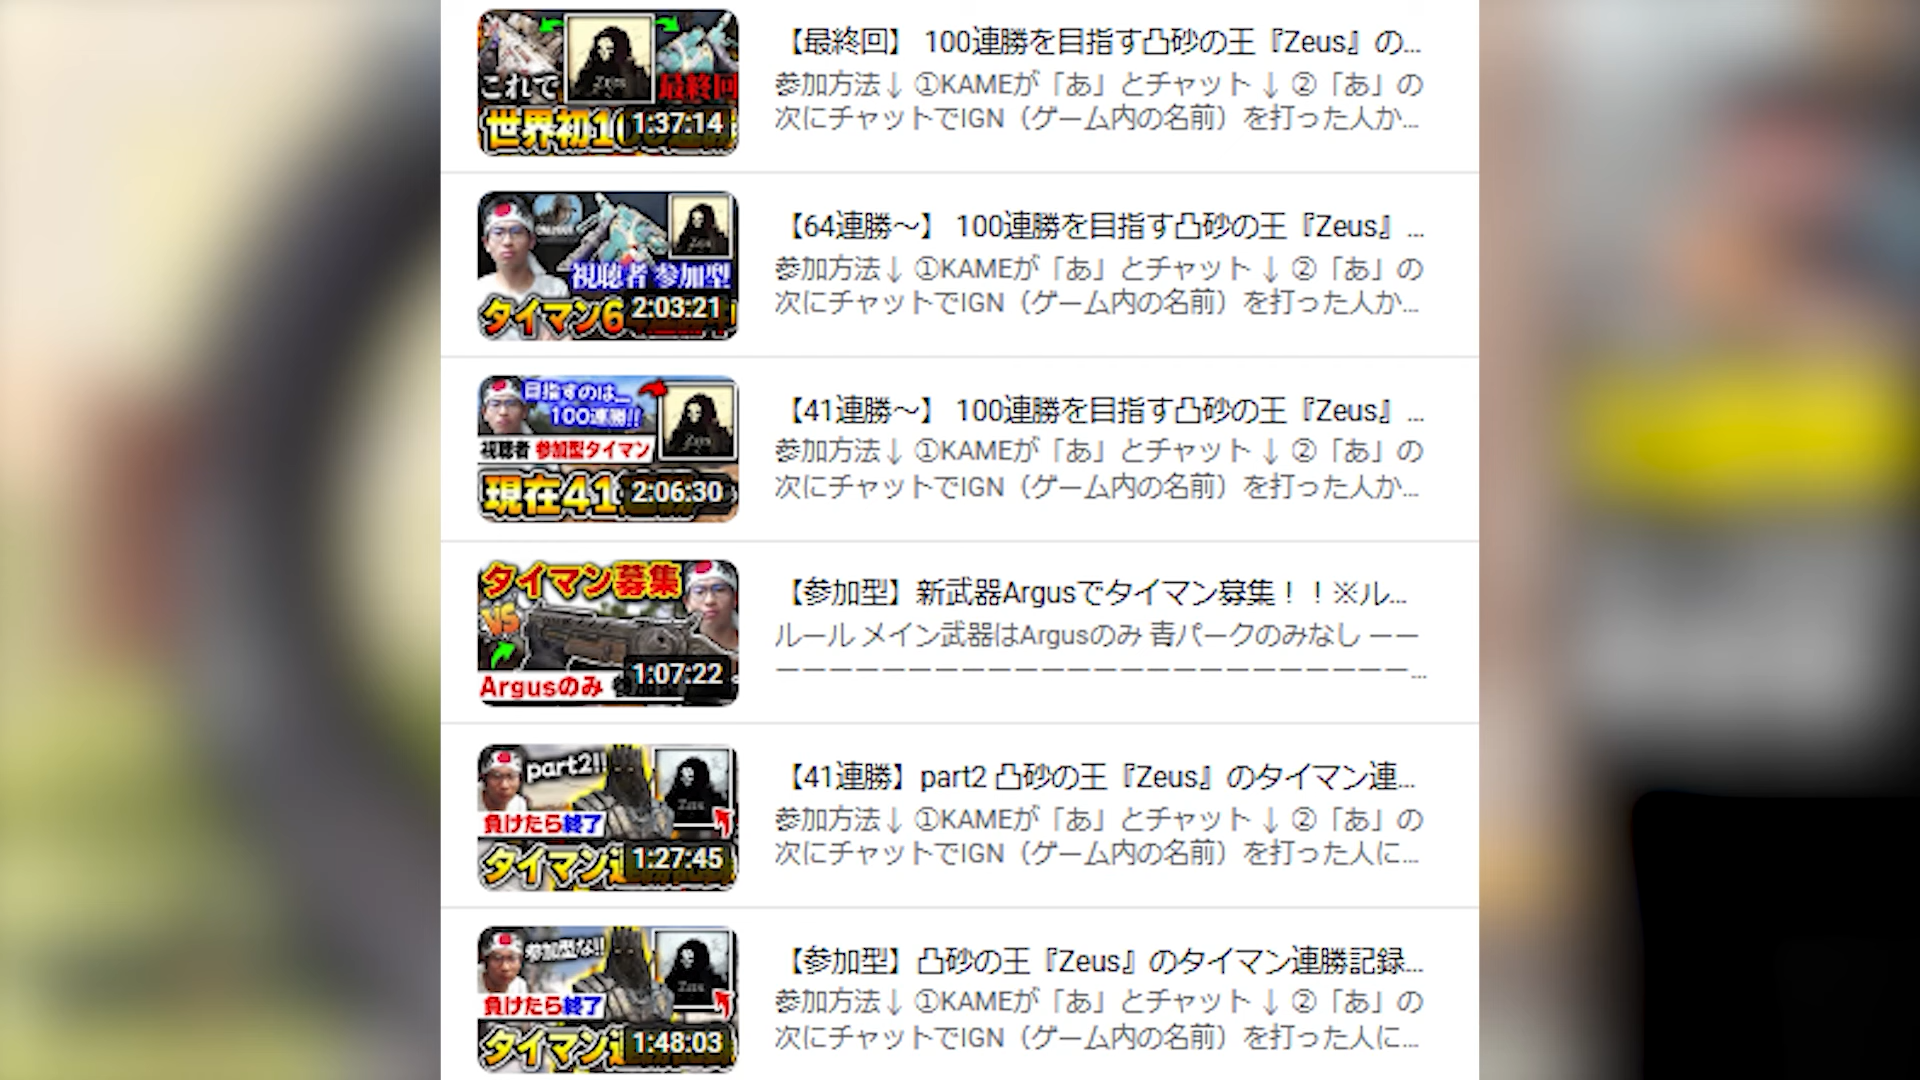 これで
最終回
世界初10
1:37:14
【最終回】 100連勝を目指す凸砂の王『Zeus』の...
参加方法↓ ①KAMEが「あ」とチャット ↓ ②「あ」の
次にチャットでIGN（ゲーム内の名前）を打った人か...
視聴者 参加型
タイマン6
2:03:21
【64連勝～】 100連勝を目指す凸砂の王『Zeus』 ...
参加方法↓ ①KAMEが「あ」とチャット ↓ ②「あ」の
次にチャットでIGN（ゲーム内の名前）を打った人か...
目指すのは...
100連勝!!
視聴者 参加型タイマン
現在41
2:06:30
【41連勝～】 100連勝を目指す凸砂の王『Zeus』 ...
参加方法↓ ①KAMEが「あ」とチャット ↓ ②「あ」の
次にチャットでIGN（ゲーム内の名前）を打った人か...
タイマン募集
VS
Argusのみ
1:07:22
【参加型】新武器Argusでタイマン募集！！※ル...
ルール メイン武器はArgusのみ 青パークのみなし ーー
ーーーーーーーーーーーーーーーーーーーーーーーー...
part2!!
Zeus
負けたら終了
タイマン連
1:27:45
【41連勝】part2 凸砂の王『Zeus』のタイマン連...
参加方法↓ ①KAMEが「あ」とチャット ↓ ②「あ」の
次にチャットでIGN（ゲーム内の名前）を打った人に...
参加型な!!
Zeus
負けたら終了
タイマン連
1:48:03
【参加型】凸砂の王『Zeus』のタイマン連勝記録...
参加方法↓ ①KAMEが「あ」とチャット ↓ ②「あ」の
次にチャットでIGN（ゲーム内の名前）を打った人に...